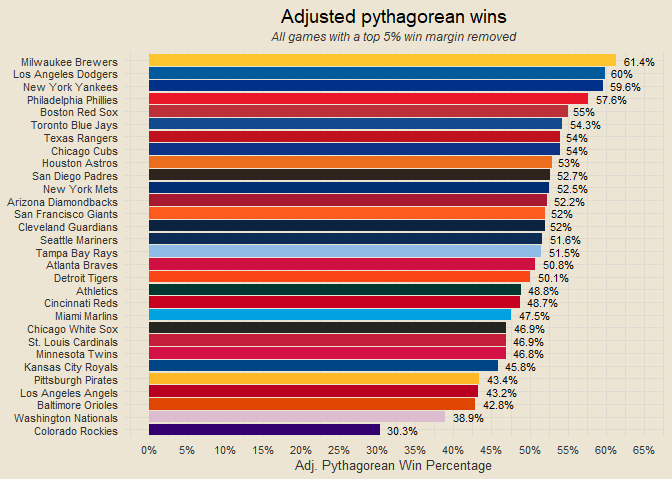 Adjusted pythagorean wins
All games with a top 5% win margin removed
Milwaukee Brewers 61.4%
Los Angeles Dodgers 60%
New York Yankees 59.6%
Philadelphia Phillies 57.6%
Boston Red Sox 55%
Toronto Blue Jays 54.3%
Texas Rangers 54%
Chicago Cubs 54%
Houston Astros 53%
San Diego Padres 52.7%
New York Mets 52.5%
Arizona Diamondbacks 52.2%
San Francisco Giants 52%
Cleveland Guardians 52%
Seattle Mariners 51.6%
Tampa Bay Rays 51.5%
Atlanta Braves 50.8%
Detroit Tigers 50.1%
Athletics 48.8%
Cincinnati Reds 48.7%
Miami Marlins 47.5%
Chicago White Sox 46.9%
St. Louis Cardinals 46.9%
Minnesota Twins 46.8%
Kansas City Royals 45.8%
Pittsburgh Pirates 43.4%
Los Angeles Angels 43.2%
Baltimore Orioles 42.8%
Washington Nationals 38.9%
Colorado Rockies 30.3%
0% 5% 10% 15% 20% 25% 30% 35% 40% 45% 50% 55% 60% 65%
Adj. Pythagorean Win Percentage